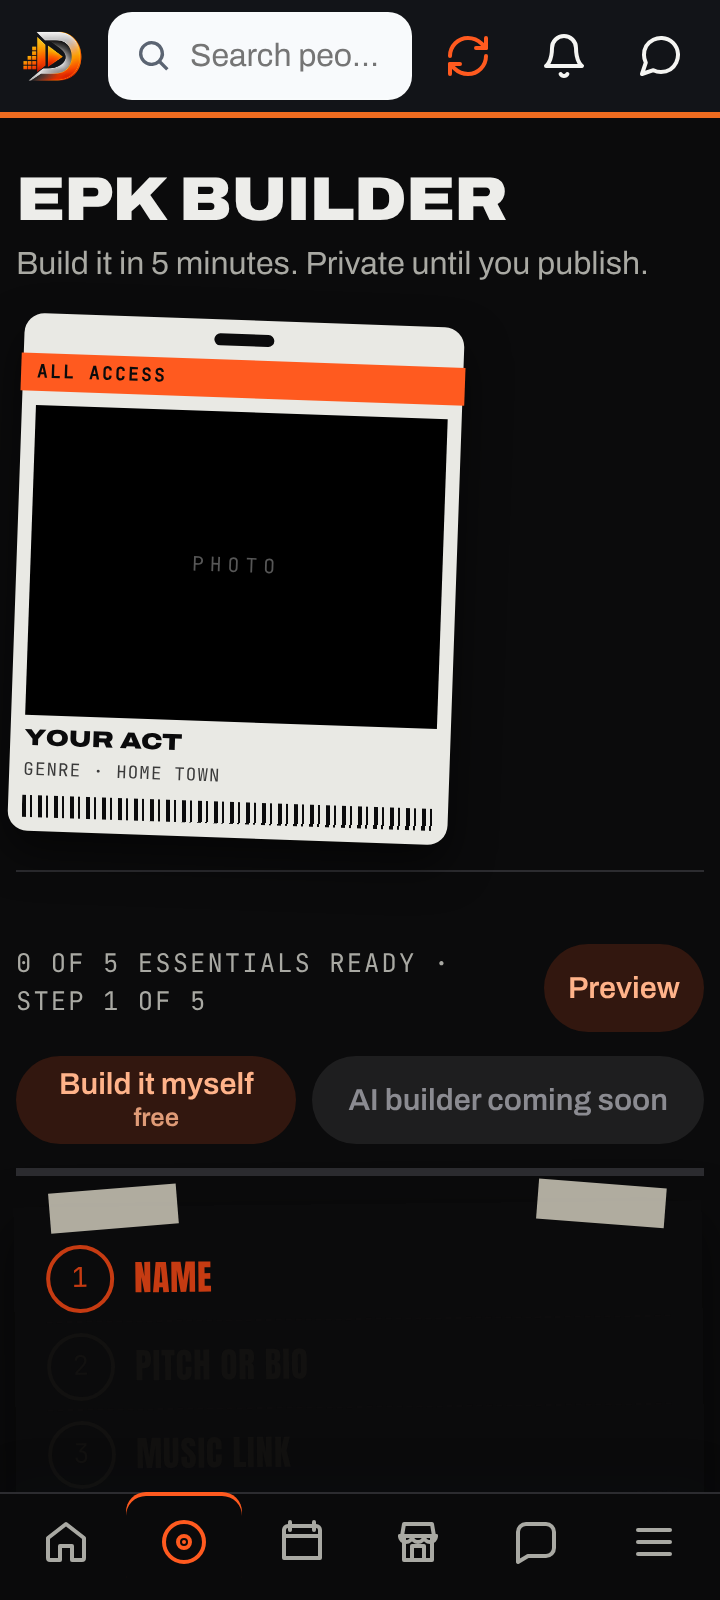 Search peo...
EPK BUILDER
Build it in 5 minutes. Private until you publish.
ALL ACCESS
PHOTO
YOUR ACT
GENRE · HOME TOWN
0 OF 5 ESSENTIALS READY ·
STEP 1 OF 5
Preview
Build it myself
free
AI builder coming soon
1 NAME
2 PITCH OR BIO
3 MUSIC LINK